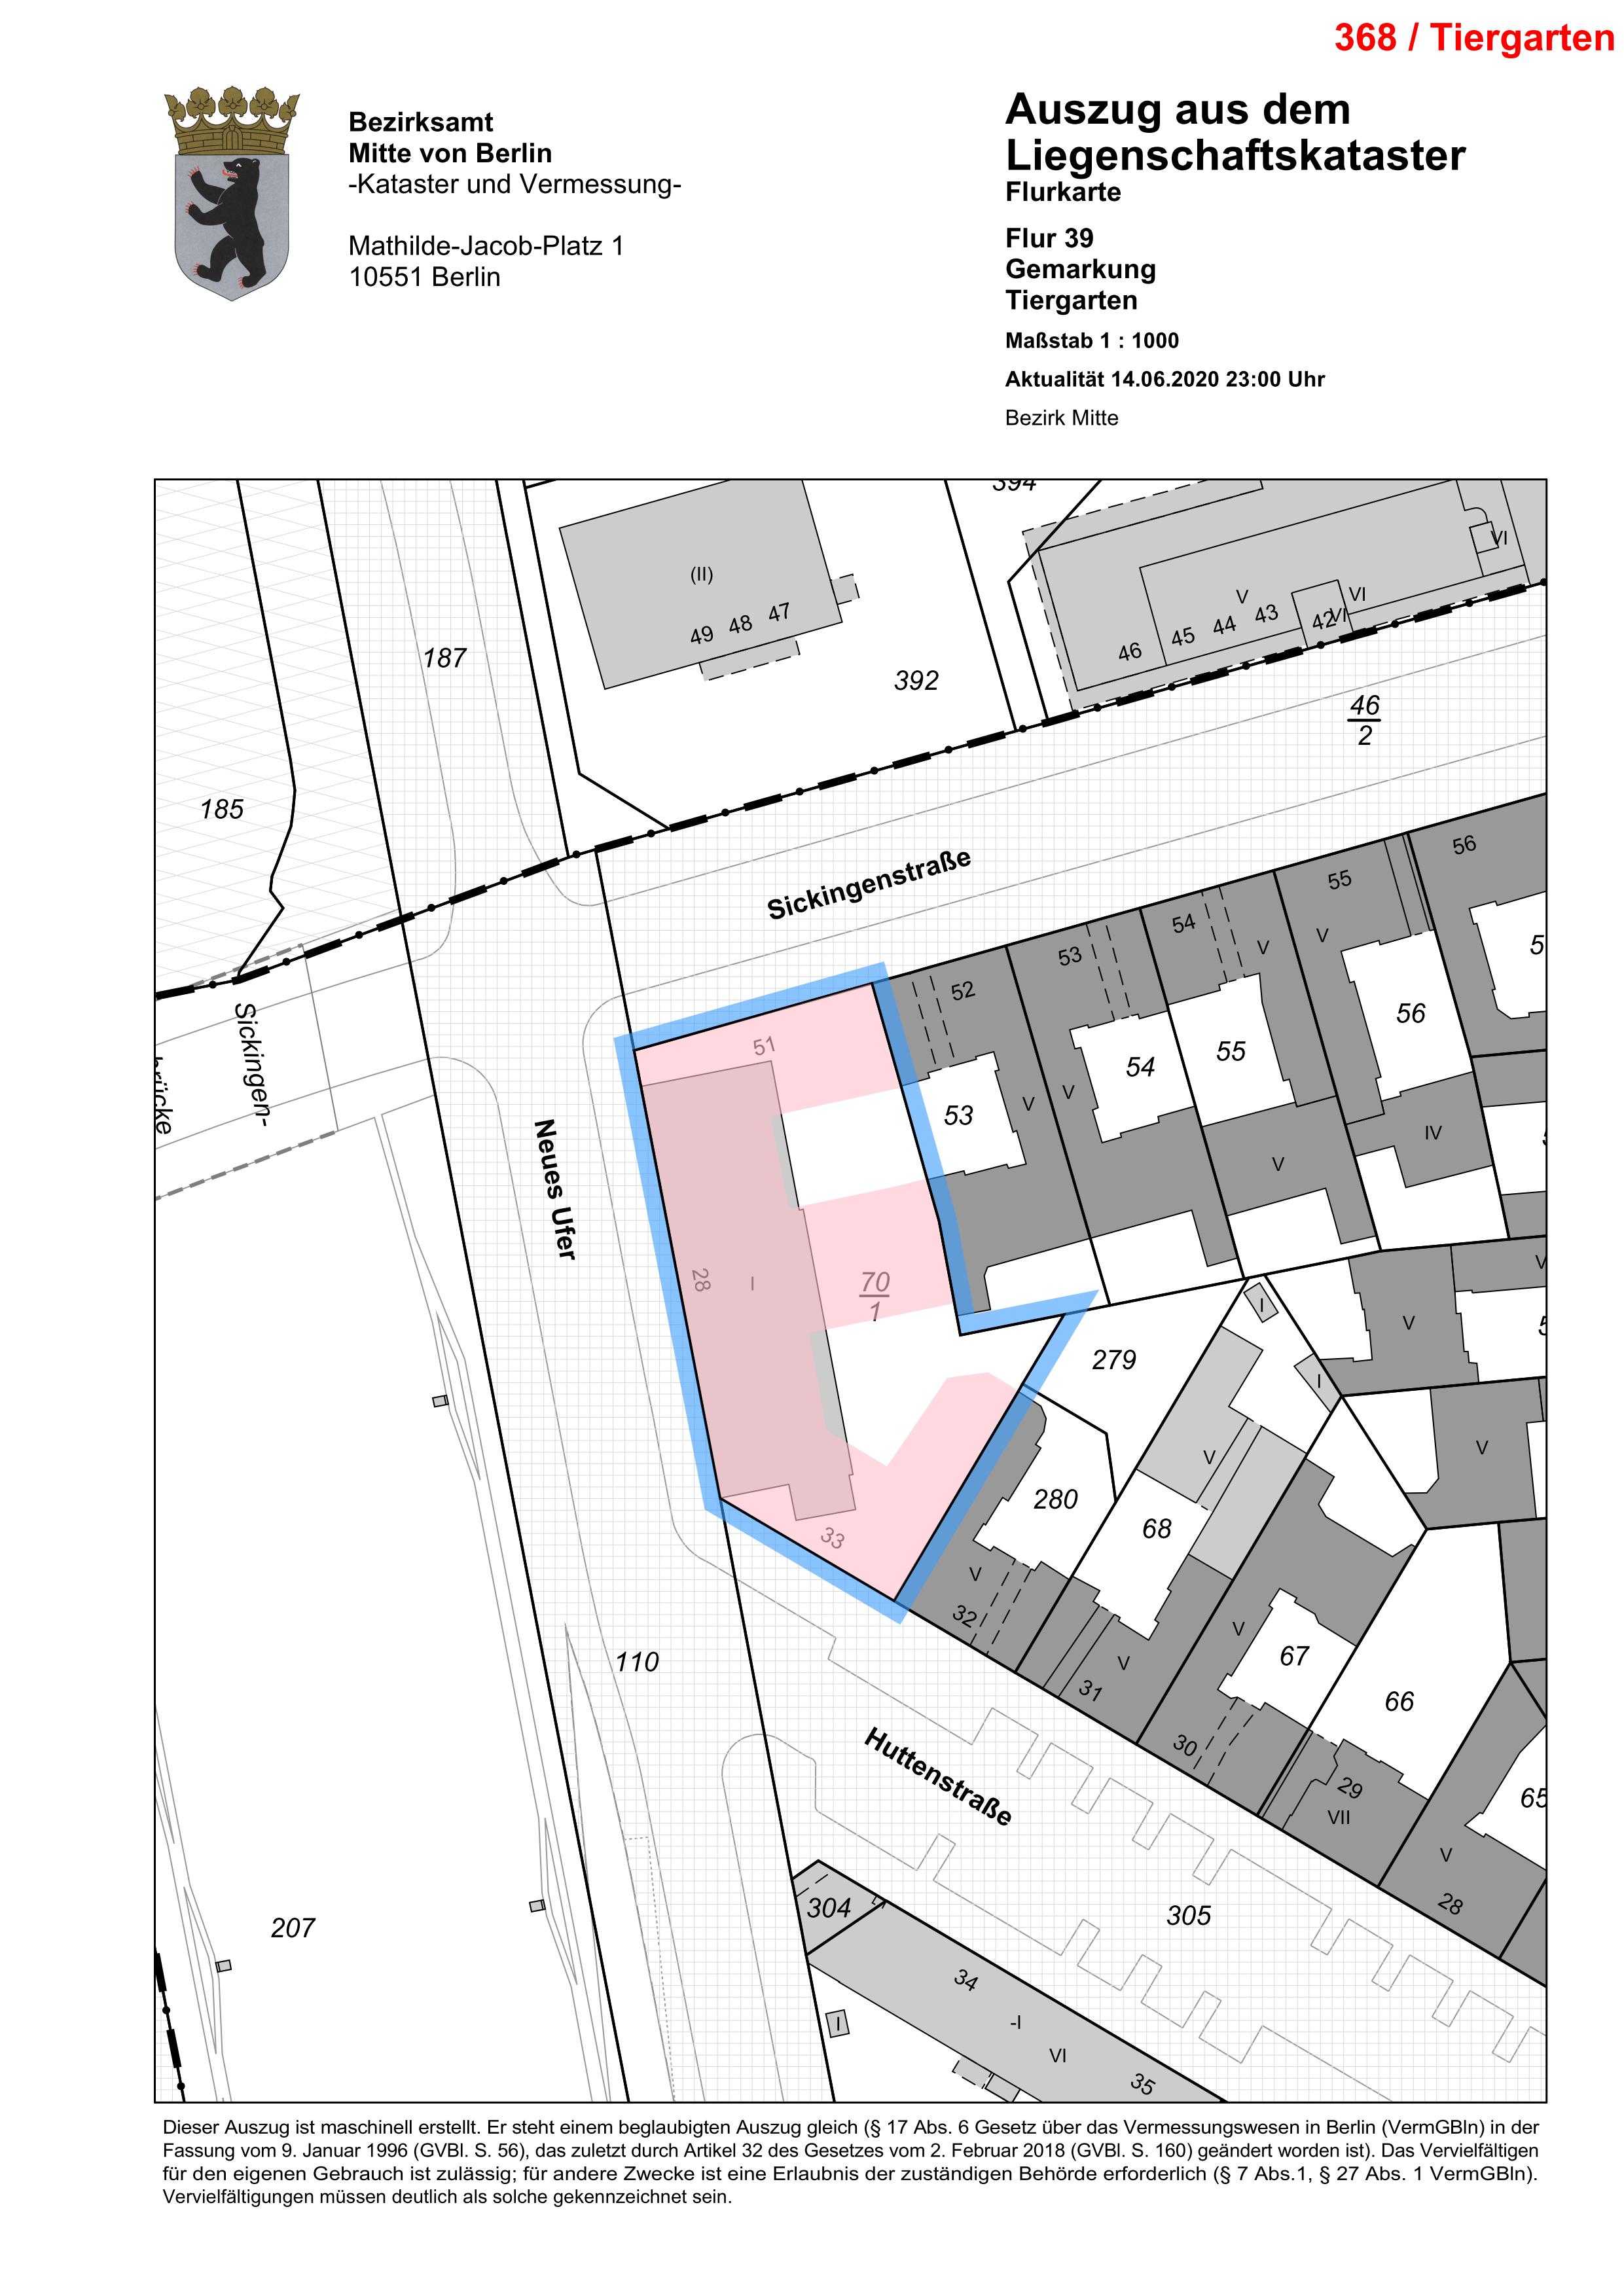 368 / Tiergarten
Bezirksamt
Mitte von Berlin
-Kataster und Vermessung-
Mathilde-Jacob-Platz 1
10551 Berlin
Auszug aus dem
Liegenschaftskataster
Flurkarte
Flur 39
Gemarkung
Tiergarten
Maßstab 1 : 1000
Aktualität 14.06.2020 23:00 Uhr
Bezirk Mitte
394
(II)
49 48 47
187
392
185
VI
V
VI
VI
46 45 44 43 42
46
2
Sickingenstraße
Sickingen-
brücke
Neues Ufer
51
52
53
54
55
56
V
V
V
V
53
54
55
56
V
IV
28
I
70
1
33
279
280
68
67
66
65
I
I
V
V
V
V
V
V
V
V
VII
V
32
31
30
29
28
110
Huttenstraße
207
304
305
34
-I
VI
35
I
Dieser Auszug ist maschinell erstellt. Er steht einem beglaubigten Auszug gleich (§ 17 Abs. 6 Gesetz über das Vermessungswesen in Berlin (VermGBln) in der
Fassung vom 9. Januar 1996 (GVBl. S. 56), das zuletzt durch Artikel 32 des Gesetzes vom 2. Februar 2018 (GVBl. S. 160) geändert worden ist). Das Vervielfältigen
für den eigenen Gebrauch ist zulässig; für andere Zwecke ist eine Erlaubnis der zuständigen Behörde erforderlich (§ 7 Abs.1, § 27 Abs. 1 VermGBln).
Vervielfältigungen müssen deutlich als solche gekennzeichnet sein.